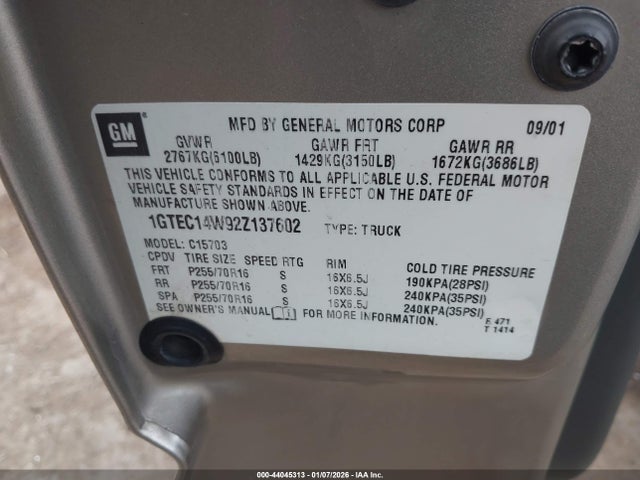 GM
MFD BY GENERAL MOTORS CORP 09/01
GVWR GAWR FRT GAWR RR
2767KG(6100LB) 1429KG(3150LB) 1672KG(3686LB)
THIS VEHICLE CONFORMS TO ALL APPLICABLE U.S. FEDERAL MOTOR
VEHICLE SAFETY STANDARDS IN EFFECT ON THE DATE OF
MANUFACTURE SHOWN ABOVE.
1GTEC14W92Z137602 TYPE: TRUCK
MODEL: C15703
CPDV TIRE SIZE SPEED RTG RIM COLD TIRE PRESSURE
FRT P255/70R16 S 16X6.5J 190KPA(28PSI)
RR P255/70R16 S 16X6.5J 240KPA(35PSI)
SPA P255/70R16 S 16X6.5J 240KPA(35PSI)
SEE OWNER'S MANUAL FOR MORE INFORMATION.
E 471
T 1414
000-44045313 - 01/07/2026 - IAA Inc.